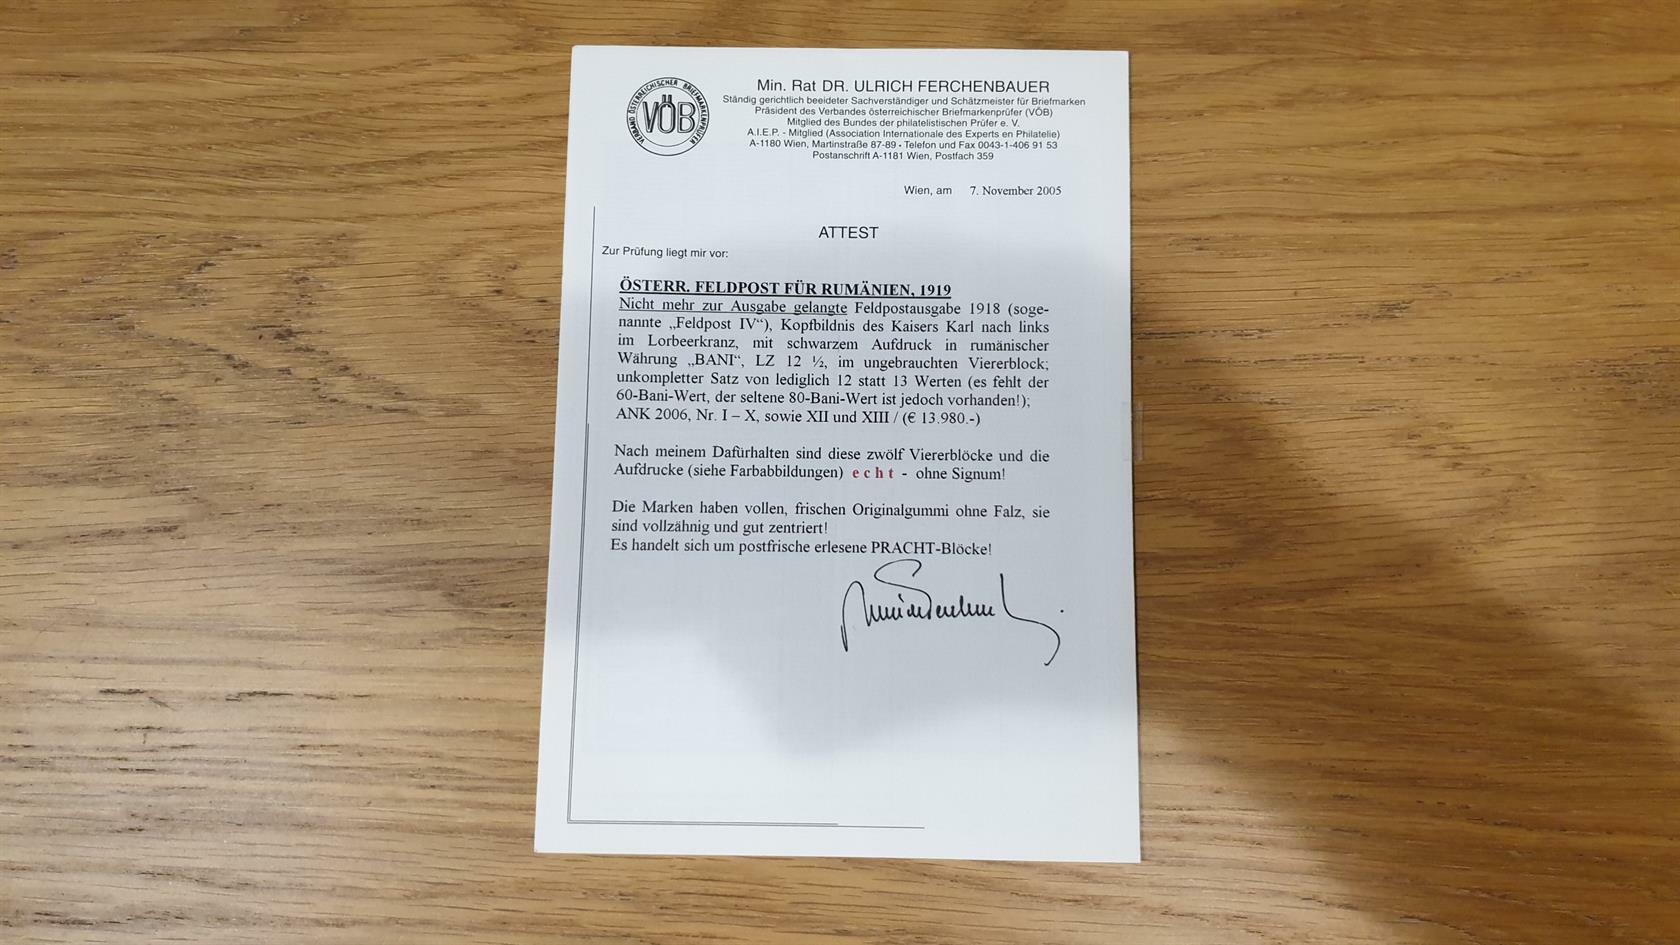 VERBAND ÖSTERREICHISCHER BRIEFMARKENPRÜFER
VÖB
Min. Rat DR. ULRICH FERCHENBAUER
Ständig gerichtlich beeideter Sachverständiger und Schätzmeister für Briefmarken
Präsident des Verbandes österreichischer Briefmarkenprüfer (VÖB)
Mitglied des Bundes der philatelistischen Prüfer e. V.
A.I.E.P. - Mitglied (Association Internationale des Experts en Philatelie)
A-1180 Wien, Martinstraße 87-89 • Telefon und Fax 0043-1-406 91 53
Postanschrift A-1181 Wien, Postfach 359
Wien, am 7. November 2005
ATTEST
Zur Prüfung liegt mir vor:
ÖSTERR. FELDPOST FÜR RUMÄNIEN, 1919
Nicht mehr zur Ausgabe gelangte Feldpostausgabe 1918 (soge-
nannte „Feldpost IV“), Kopfbildnis des Kaisers Karl nach links
im Lorbeerkranz, mit schwarzem Aufdruck in rumänischer
Währung „BANI“, LZ 12 ½, im ungebrauchten Viererblock;
unkompletter Satz von lediglich 12 statt 13 Werten (es fehlt der
60-Bani-Wert, der seltene 80-Bani-Wert ist jedoch vorhanden!);
ANK 2006, Nr. I – X, sowie XII und XIII / (€ 13.980.-)
Nach meinem Dafürhalten sind diese zwölf Viererblöcke und die
Aufdrucke (siehe Farbabbildungen) e c h t - ohne Signum!
Die Marken haben vollen, frischen Originalgummi ohne Falz, sie
sind vollzähnig und gut zentriert!
Es handelt sich um postfrische erlesene PRACHT-Blöcke!